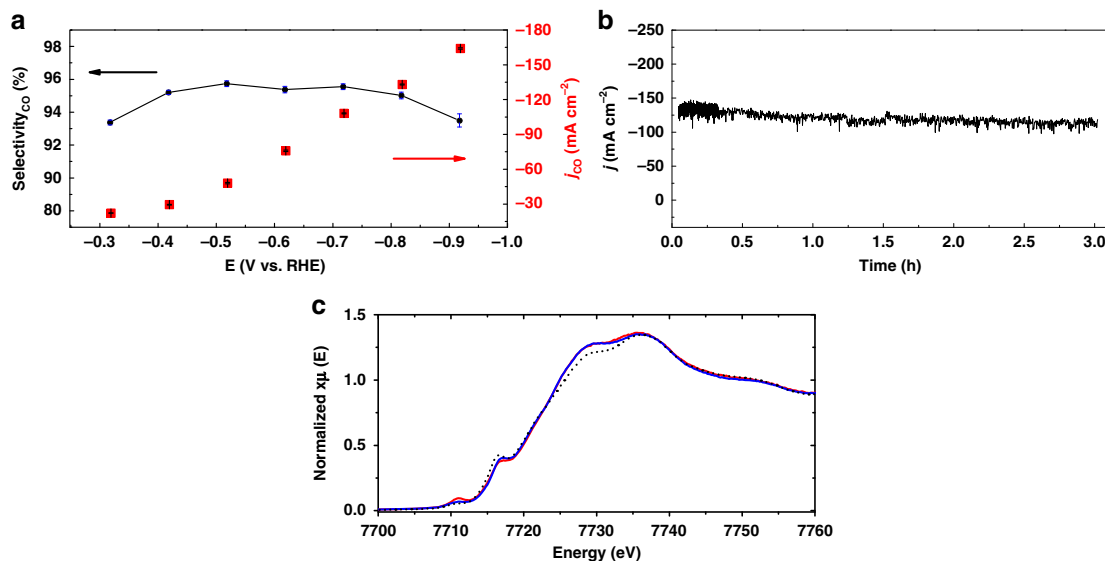 a
98
96
94
92
90
82
80
Selectivity_CO (%)
–180
–150
–120
–90
–60
–30
j_CO (mA cm⁻²)
–0.3 –0.4 –0.5 –0.6 –0.7 –0.8 –0.9 –1.0
E (V vs. RHE)
b
–250
–200
–150
–100
–50
0
j (mA cm⁻²)
0.0 0.5 1.0 1.5 2.0 2.5 3.0
Time (h)
c
1.5
1.0
0.5
0.0
Normalized xμ (E)
7700 7710 7720 7730 7740 7750 7760
Energy (eV)